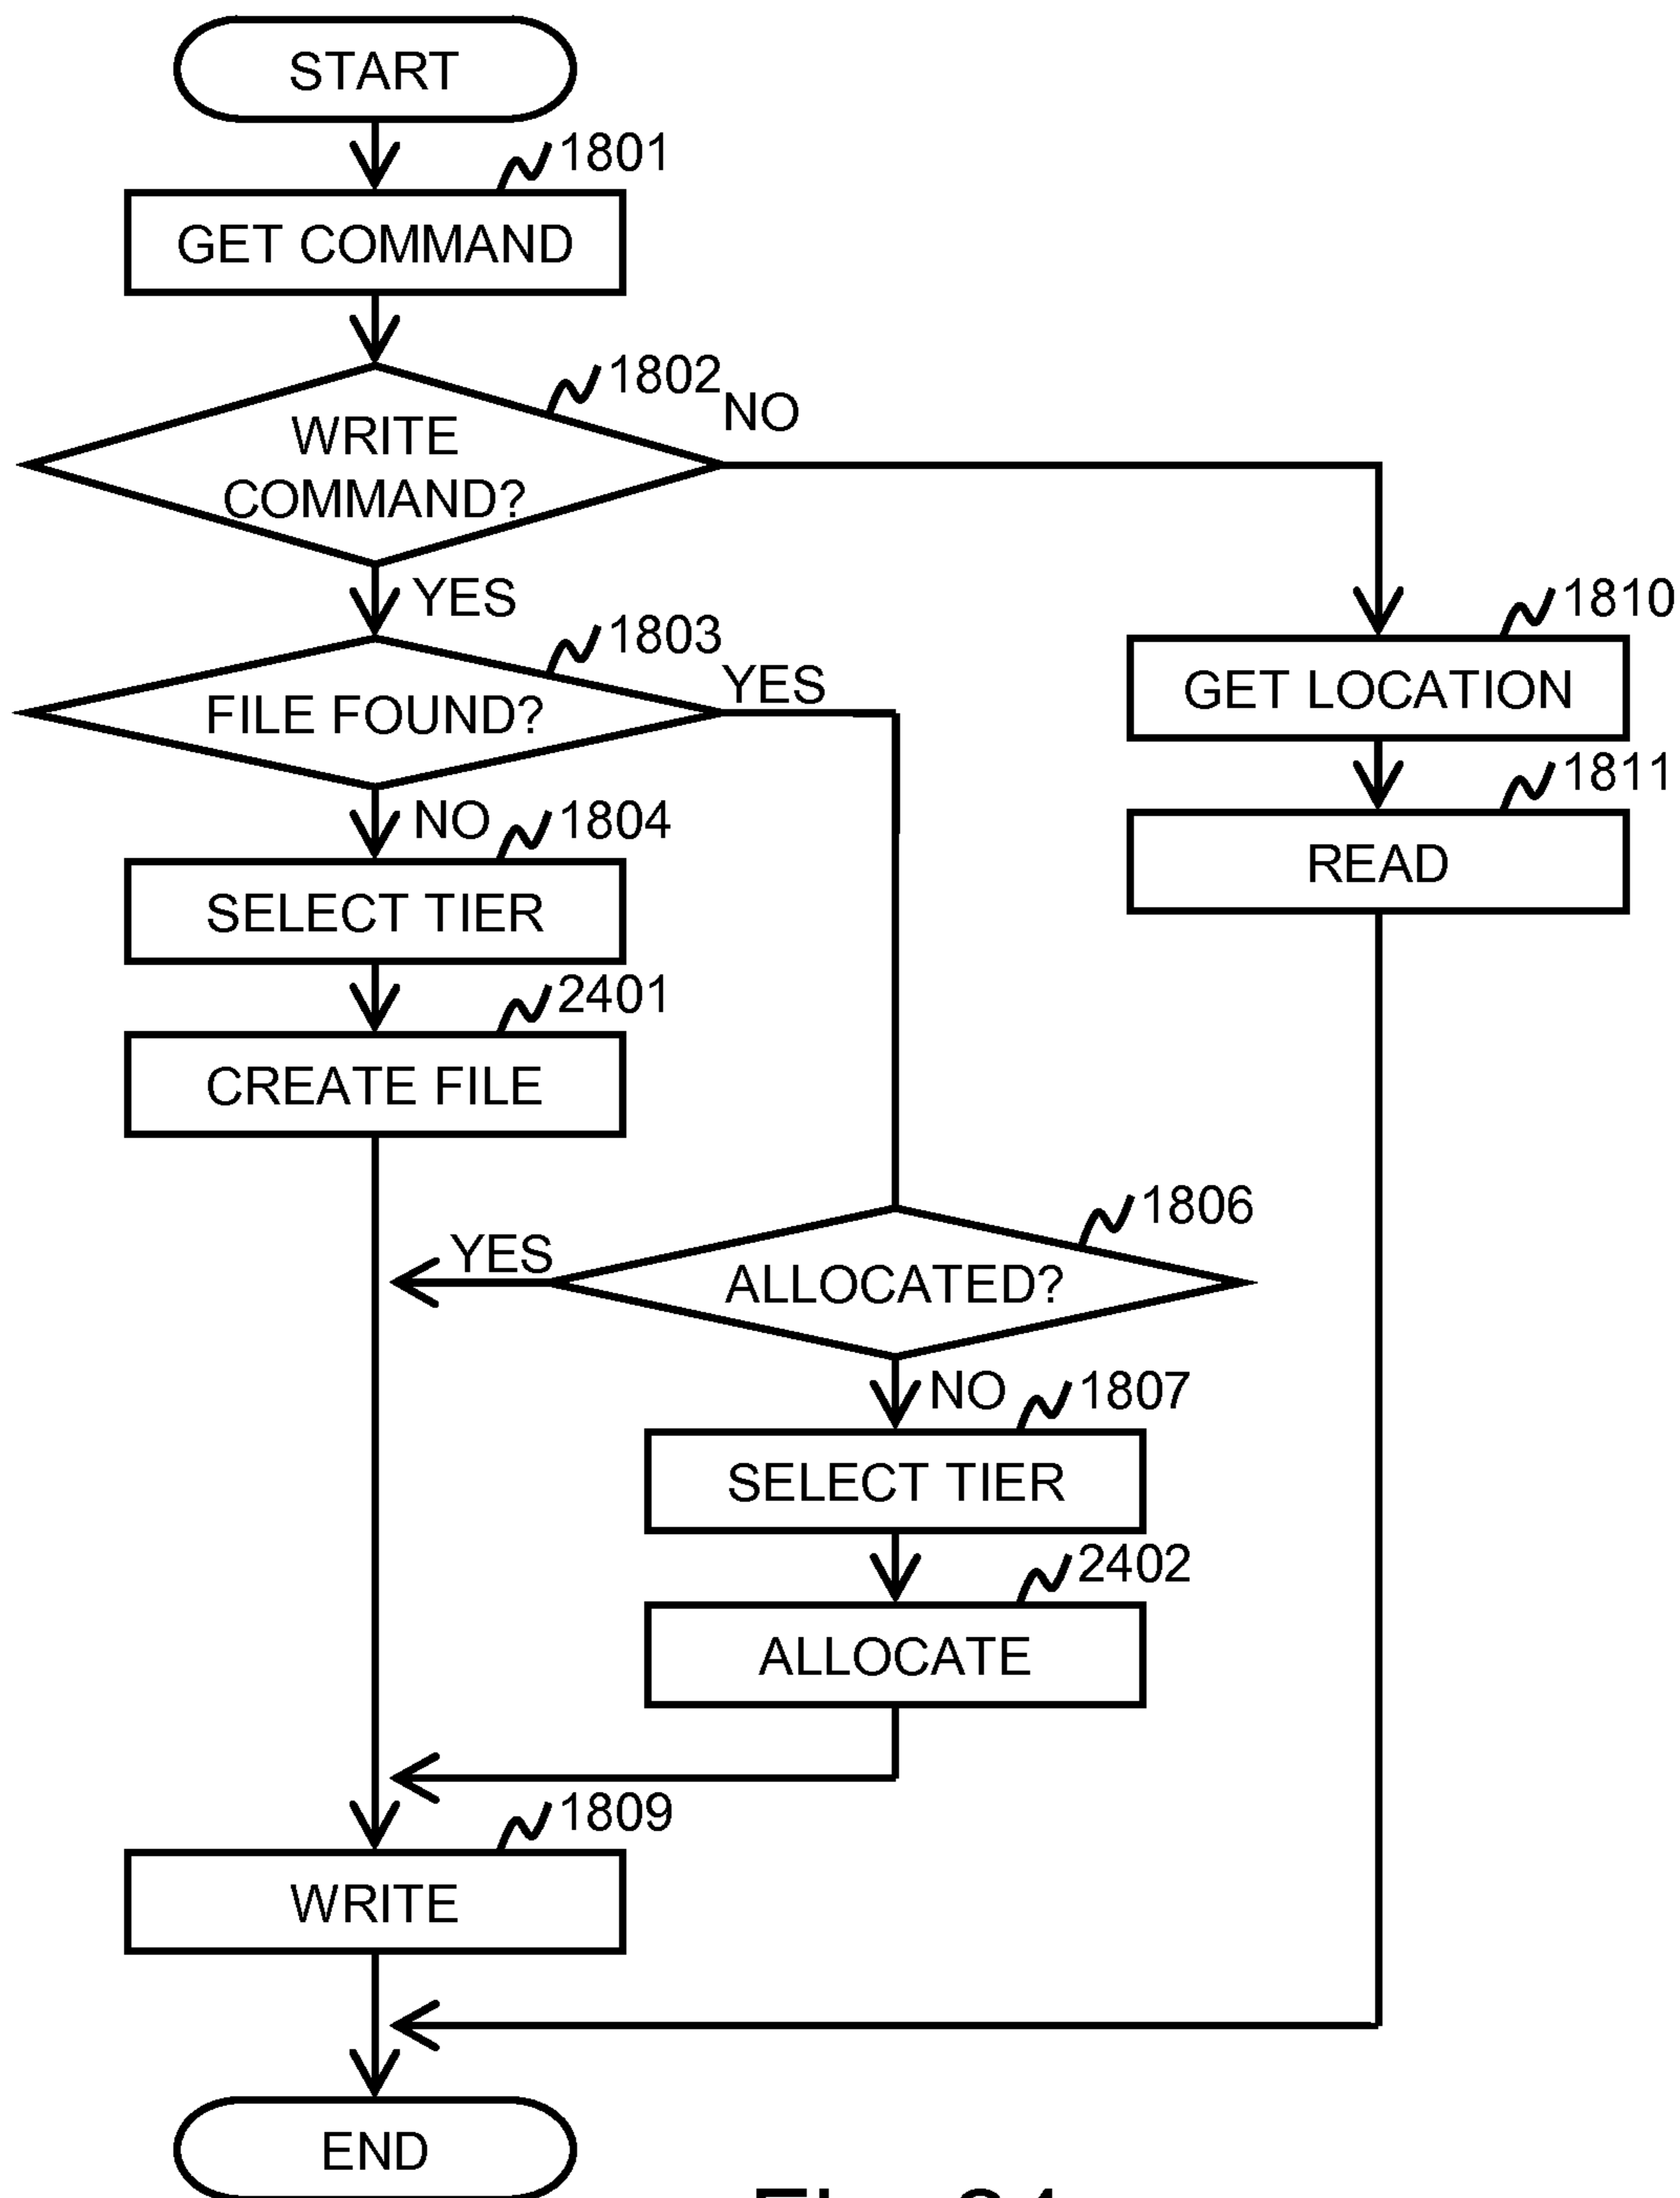 START
1801
GET COMMAND
1802
NO
WRITE
COMMAND?
YES
1803
YES
FILE FOUND?
1810
GET LOCATION
NO
1804
1811
SELECT TIER
READ
2401
CREATE FILE
1806
YES
ALLOCATED?
NO
1807
SELECT TIER
2402
ALLOCATE
1809
WRITE
END